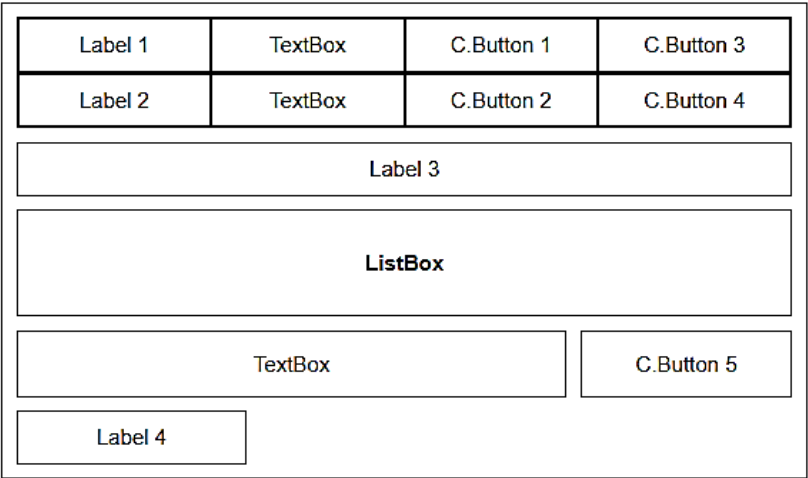 Label 1 TextBox C.Button 1 C.Button 3
Label 2 TextBox C.Button 2 C.Button 4
Label 3
ListBox
TextBox C.Button 5
Label 4